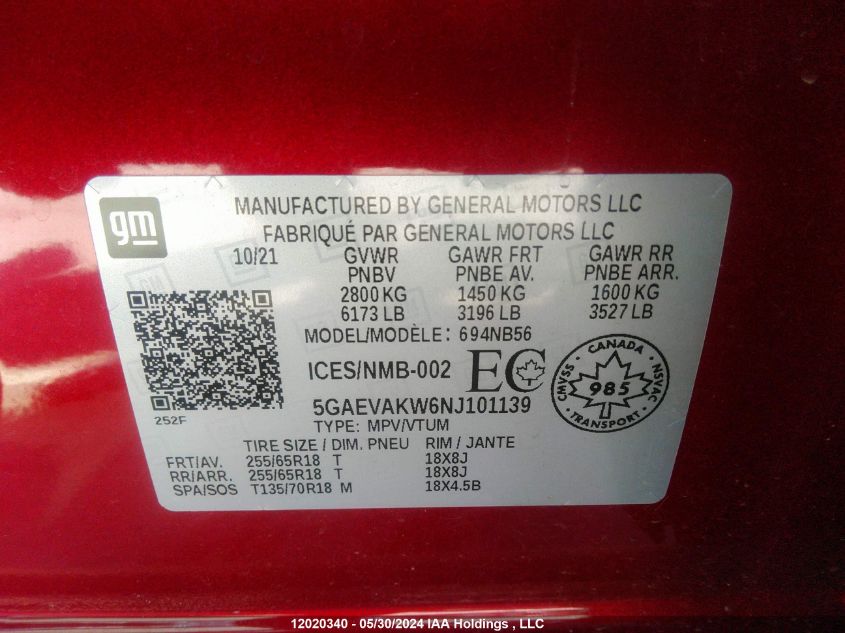 gm
MANUFACTURED BY GENERAL MOTORS LLC
FABRIQUÉ PAR GENERAL MOTORS LLC
10/21 GVWR GAWR FRT GAWR RR
PNBV PNBE AV. PNBE ARR.
2800 KG 1450 KG 1600 KG
6173 LB 3196 LB 3527 LB
MODEL/MODÈLE: 694NB56
ICES/NMB-002 EC
CANADA
CMVSS 985 NSVAC
TRANSPORT
5GAEVAKW6NJ101139
252F TYPE: MPV/VTUM
TIRE SIZE / DIM. PNEU RIM / JANTE
FRT/AV. 255/65R18 T 18X8J
RR/ARR. 255/65R18 T 18X8J
SPA/SOS T135/70R18 M 18X4.5B
12020340 - 05/30/2024 IAA Holdings , LLC